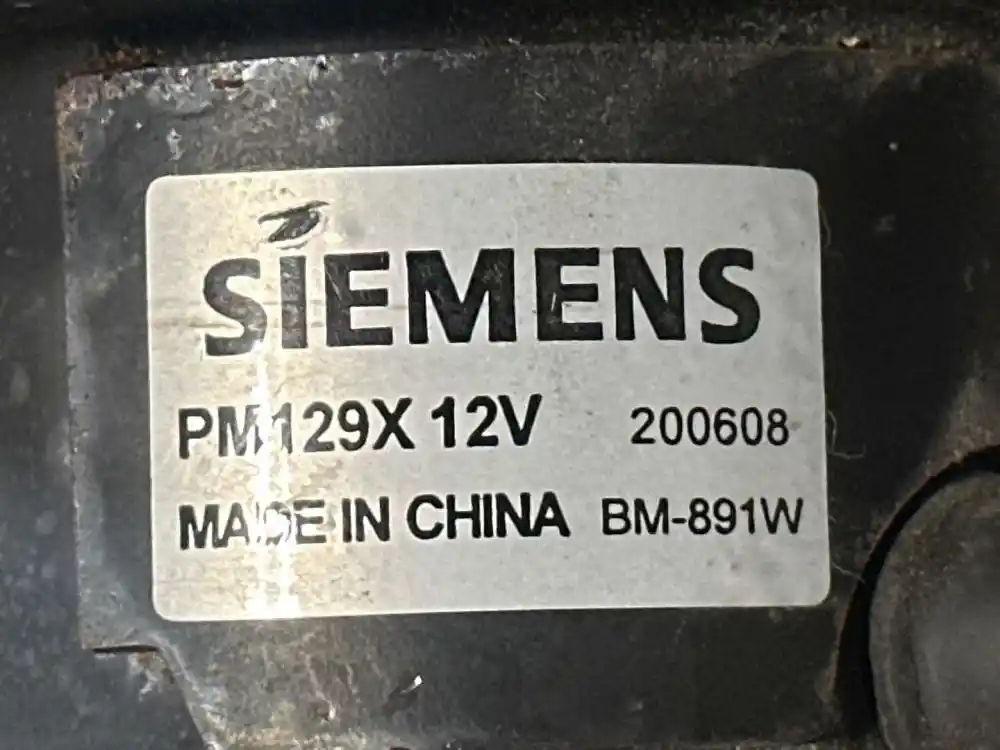 SIEMENS
PM129X 12V 200608
MADE IN CHINA BM-891W